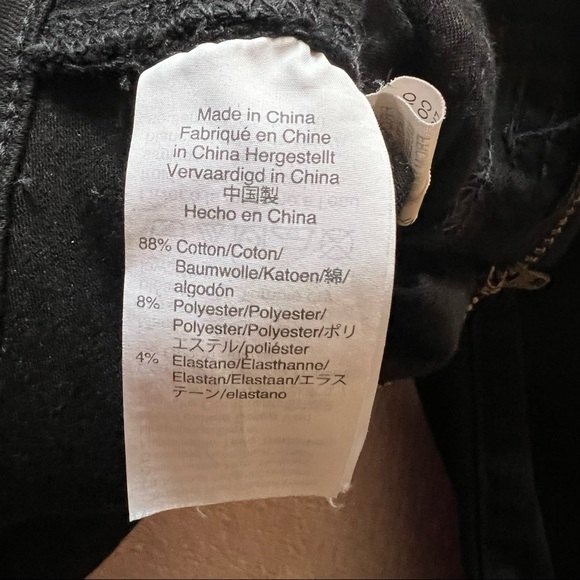 Made in China
Fabriqué en Chine
in China Hergestellt
Vervaardigd in China
中国製
Hecho en China
88% Cotton/Coton/
Baumwolle/Katoen/綿/
algodón
8% Polyester/Polyester/
Polyester/Polyester/ポリ
エステル/poliéster
4% Elastane/Élasthanne/
Elastan/Elastaan/エラス
テーン/elastano